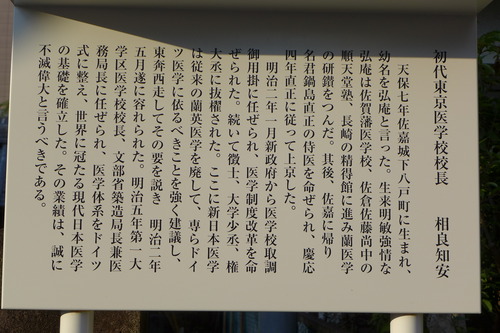 初代東京医学校校長　相良知安
天保七年佐嘉城下八戸町に生まれ、
幼名を弘庵と言った。生来明敏強情な
弘庵は佐賀藩医学校、佐倉佐藤尚中の
順天堂塾、長崎の精得館に進み蘭医学
の研鑽をつんだ。其後、佐嘉に帰り
名君鍋島直正の侍医を命ぜられ、慶応
四年直正に従って上京した。
明治二年一月新政府から医学校取調
御用掛に任ぜられ、医学制度改革を命
ぜられた。続いて徴士、大学少丞、権
大丞に抜擢された。ここに新日本医学
は従来の蘭英医学を廃して、専らドイ
ツ医学に依るべきことを強く建議し、
東奔西走してその要を説き　明治二年
五月遂に容れられた。明治五年第一大
学区医学校校長、文部省築造局長兼医
務局長に任ぜられ、医学体系をドイツ
式に整え、世界に冠たる現代日本医学
の基礎を確立した。その業績は、誠に
不滅偉大と言うべきである。